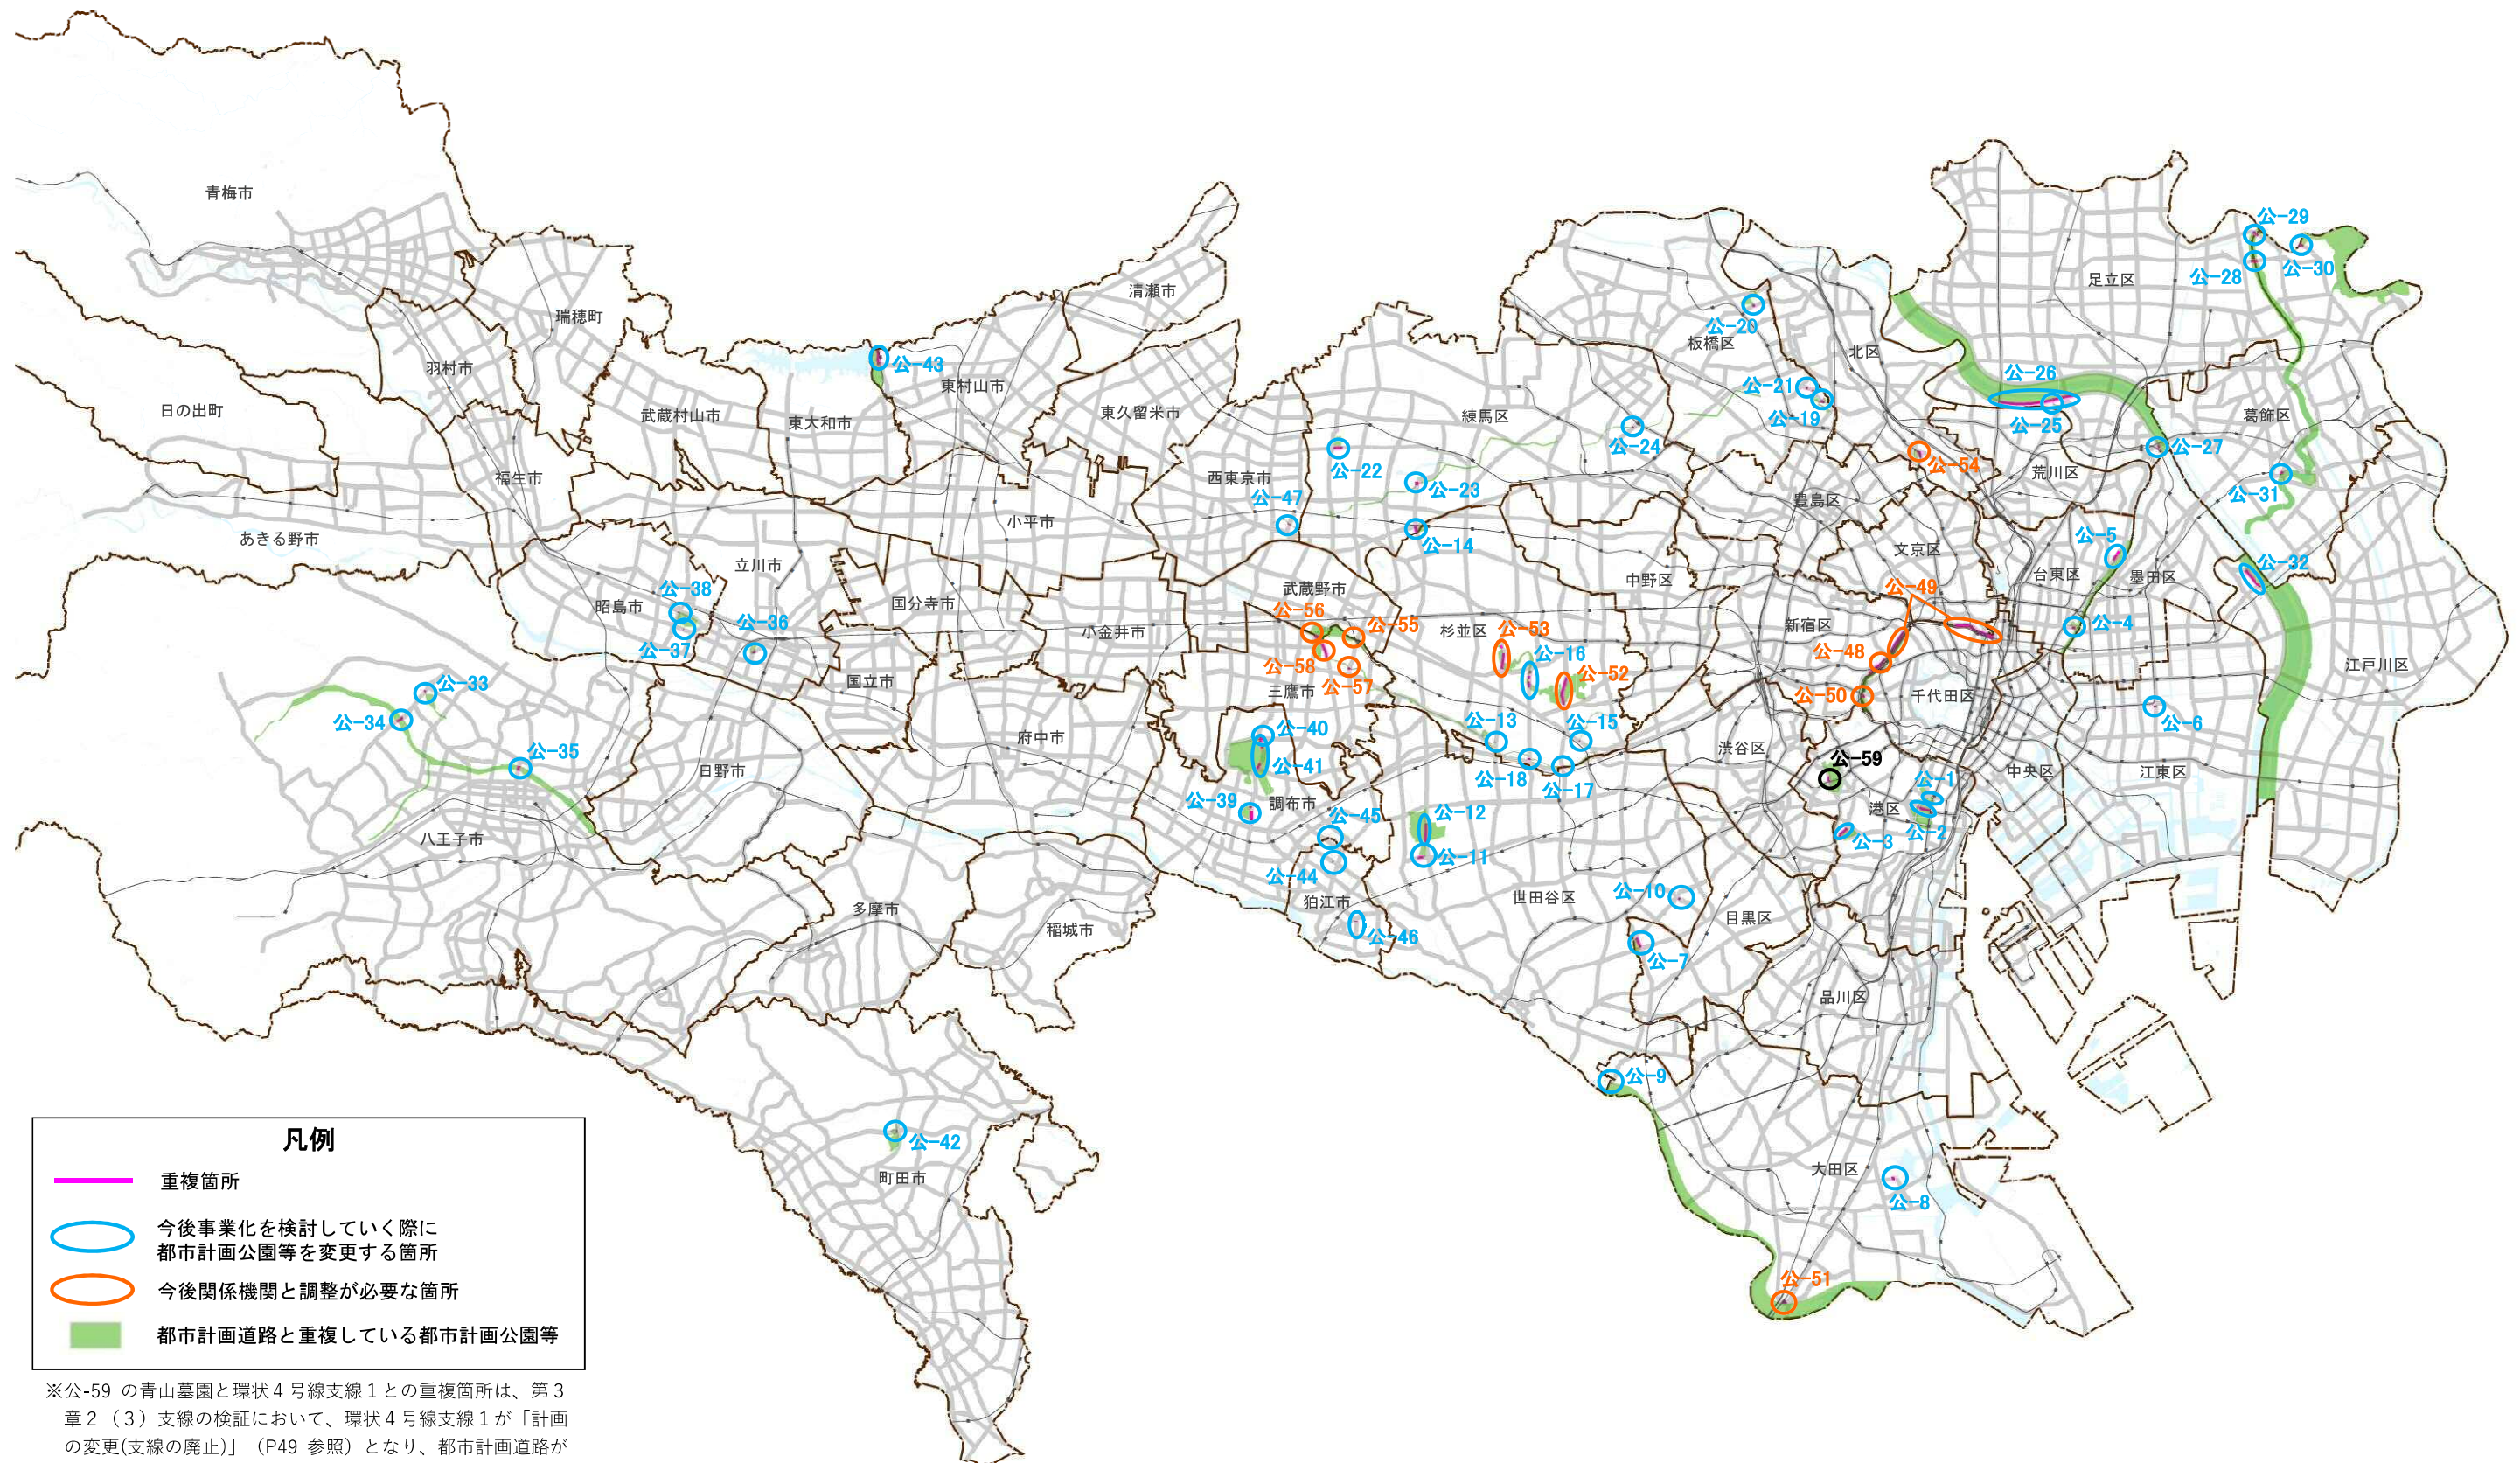 公-29
青梅市
公-30
公-28
足立区
清瀬市
公-20
瑞穂町
板橋区
北区
公-43
羽村市
公-26
東村山市
公-21
日の出町
武蔵村山市
東大和市
東久留米市
練馬区
公-19
公-25
葛飾区
公-24
公-22
公-27
公-54
福生市
西東京市
荒川区
公-23
公-31
公-47
豊島区
小平市
あきる野市
公-14
公-5
文京区
立川市
公-32
台東区
墨田区
中野区
公-38
武蔵野市
公-49
昭島市
国分寺市
公-56
公-36
公-55
公-4
小金井市
杉並区
公-53
新宿区
公-37
公-16
公-48
公-58
江戸川区
公-52
国立市
公-33
三鷹市
公-57
公-50
千代田区
公-34
公-13
公-15
公-6
公-40
府中市
渋谷区
公-35
公-59
日野市
公-41
公-18
公-17
中央区
江東区
公-1
公-39
調布市
港区
公-12
公-45
公-2
八王子市
公-3
公-11
公-44
公-10
世田谷区
狛江市
多摩市
目黒区
稲城市
公-46
公-7
品川区
公-9
公-42
大田区
町田市
公-8
公-51
凡例
重複箇所
今後事業化を検討していく際に
都市計画公園等を変更する箇所
今後関係機関と調整が必要な箇所
都市計画道路と重複している都市計画公園等
※公-59 の青山墓園と環状４号線支線１との重複箇所は、第３
章２（３）支線の検証において、環状４号線支線１が「計画
の変更(支線の廃止)」（P49 参照）となり、都市計画道路が